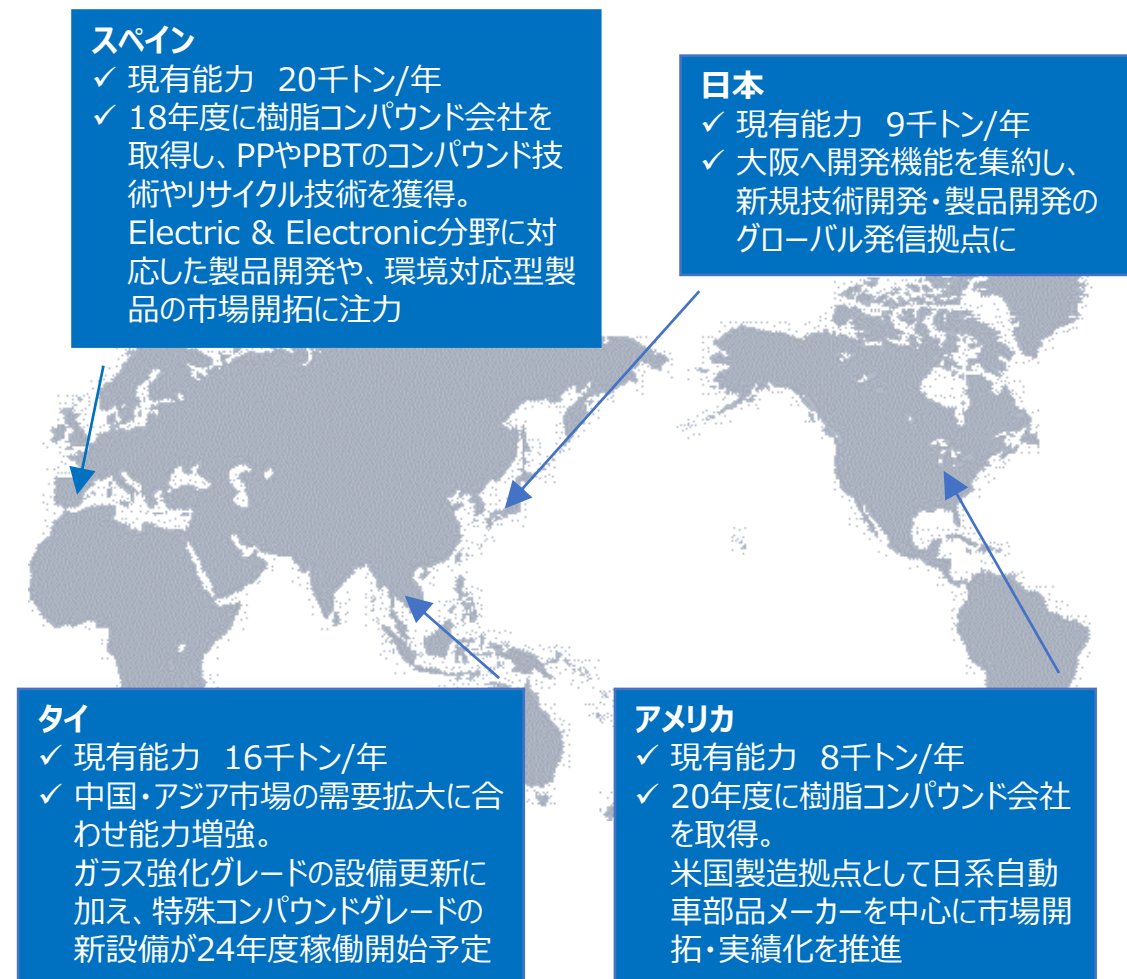 スペイン
✓ 現有能力 20千トン/年
✓ 18年度に樹脂コンパウンド会社を
取得し、PPやPBTのコンパウンド技
術やリサイクル技術を獲得。
Electric & Electronic分野に対
応した製品開発や、環境対応型製
品の市場開拓に注力
日本
✓ 現有能力 9千トン/年
✓ 大阪へ開発機能を集約し、
新規技術開発・製品開発の
グローバル発信拠点に
タイ
✓ 現有能力 16千トン/年
✓ 中国・アジア市場の需要拡大に合
わせ能力増強。
ガラス強化グレードの設備更新に
加え、特殊コンパウンドグレードの
新設備が24年度稼働開始予定
アメリカ
✓ 現有能力 8千トン/年
✓ 20年度に樹脂コンパウンド会社
を取得。
米国製造拠点として日系自動
車部品メーカーを中心に市場開
拓・実績化を推進